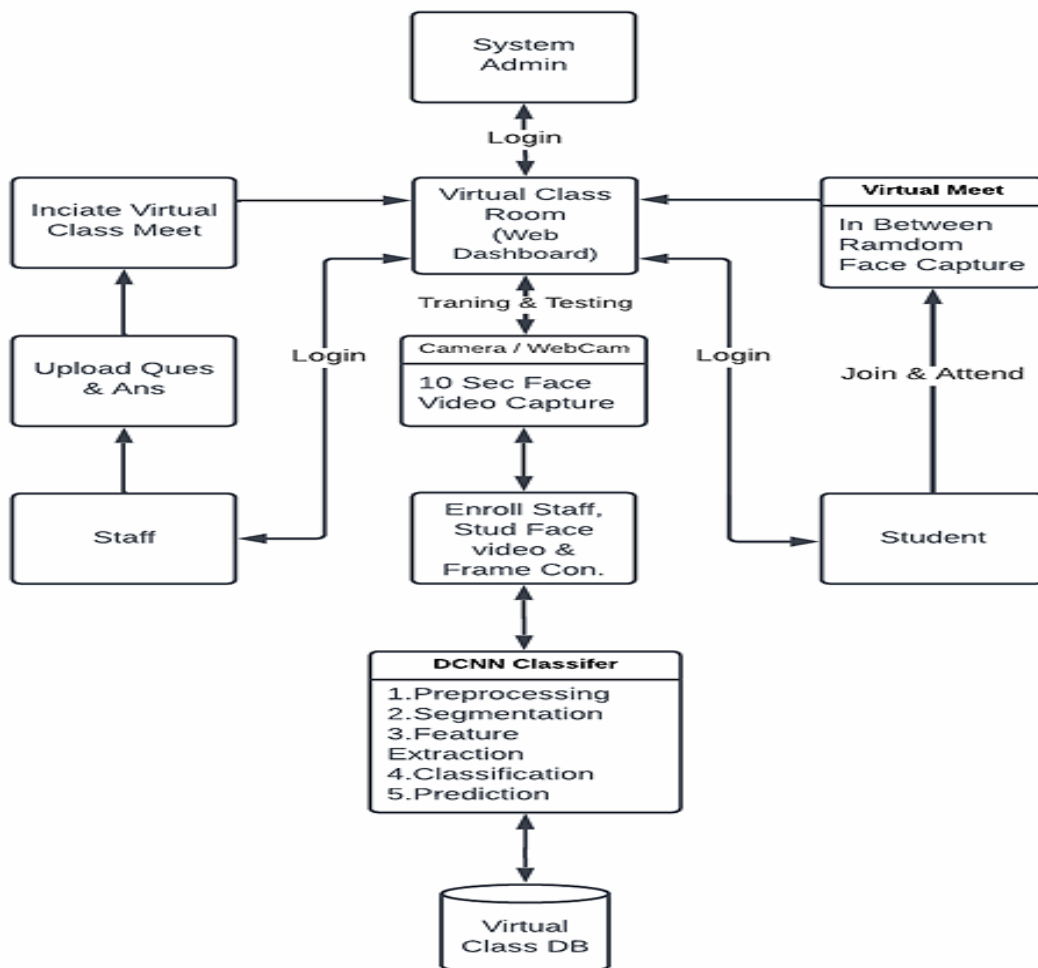 System
Admin
Login
Inciate Virtual
Class Meet
Virtual Class
Room
(Web
Dashboard)
Virtual Meet
In Between
Ramdom
Face Capture
Traning & Testing
Upload Ques
& Ans
Login
Camera / WebCam
10 Sec Face
Video Capture
Login
Join & Attend
Staff
Enroll Staff,
Stud Face
video &
Frame Con.
Student
DCNN Classifer
1.Preprocessing
2.Segmentation
3.Feature
Extraction
4.Classification
5.Prediction
Virtual
Class DB